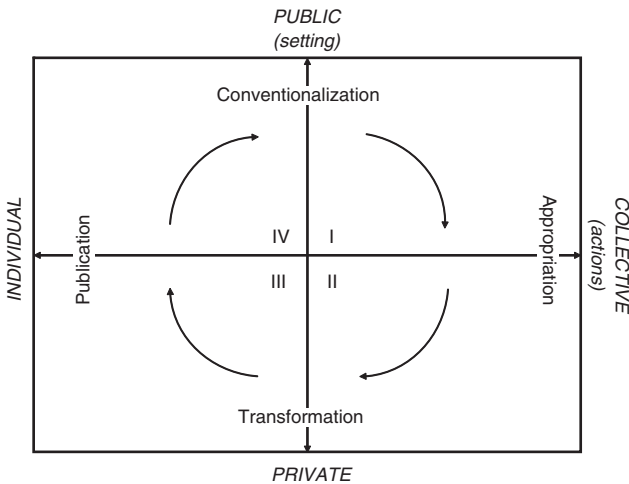 PUBLIC
(setting)
Conventionalization
INDIVIDUAL
Publication
IV
I
Appropriation
COLLECTIVE
(actions)
III
II
Transformation
PRIVATE